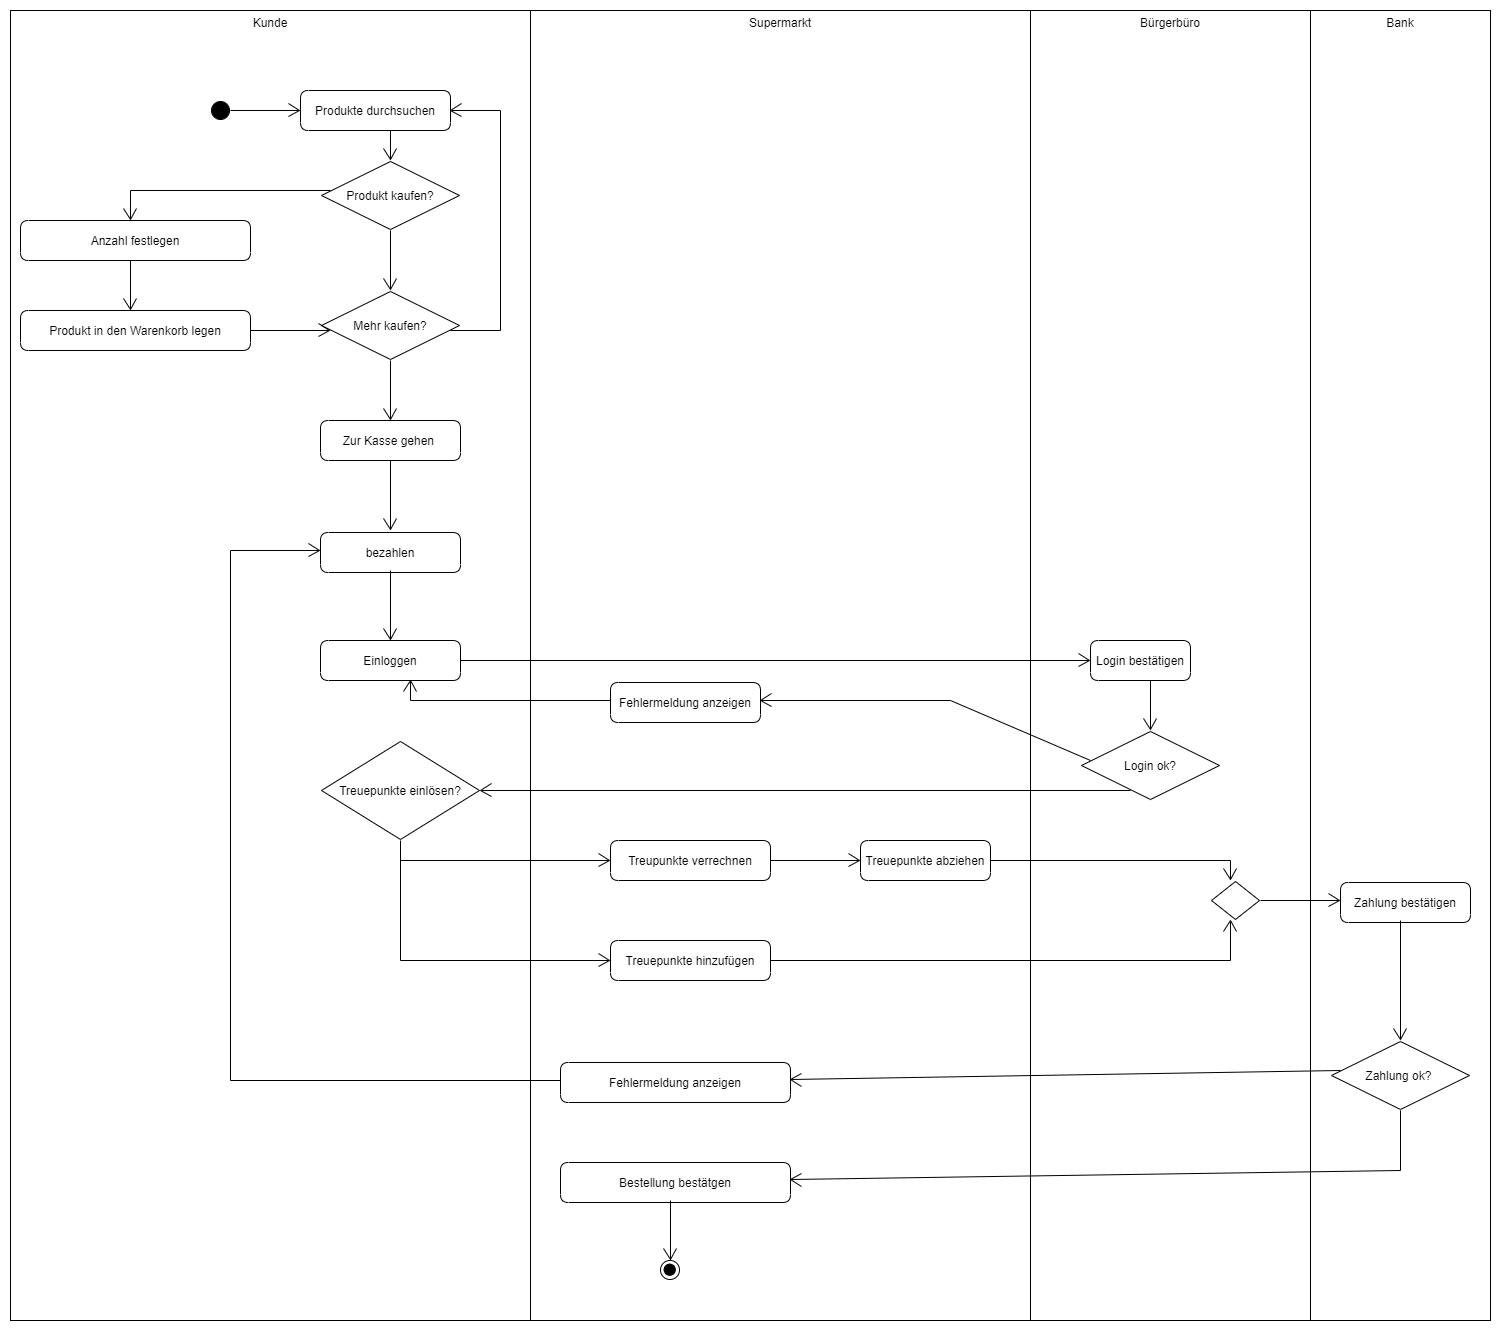 Kunde
Supermarkt
Bürgerbüro
Bank
Produkte durchsuchen
Produkt kaufen?
Anzahl festlegen
Mehr kaufen?
Produkt in den Warenkorb legen
Zur Kasse gehen
bezahlen
Einloggen
Login bestätigen
Fehlermeldung anzeigen
Login ok?
Treuepunkte einlösen?
Treupunkte verrechnen
Treuepunkte abziehen
Zahlung bestätigen
Treuepunkte hinzufügen
Zahlung ok?
Fehlermeldung anzeigen
Bestellung bestätgen